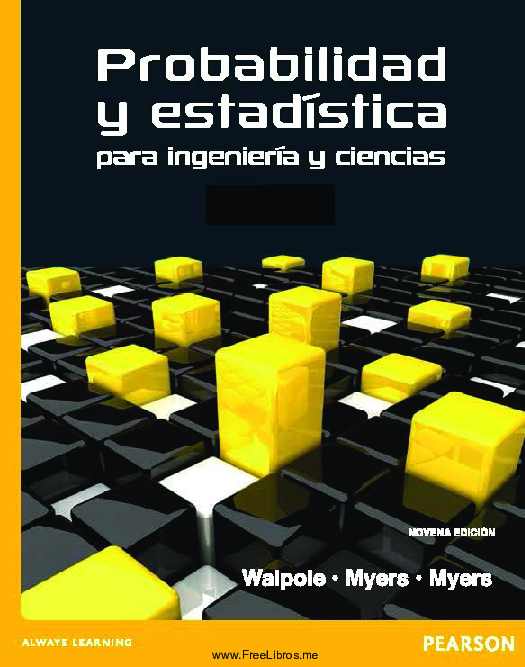 Probabilidad
y estadística
para ingeniería y ciencias
NOVENA EDICIÓN
Walpole • Myers • Myers
ALWAYS LEARNING
PEARSON
www.FreeLibros.me